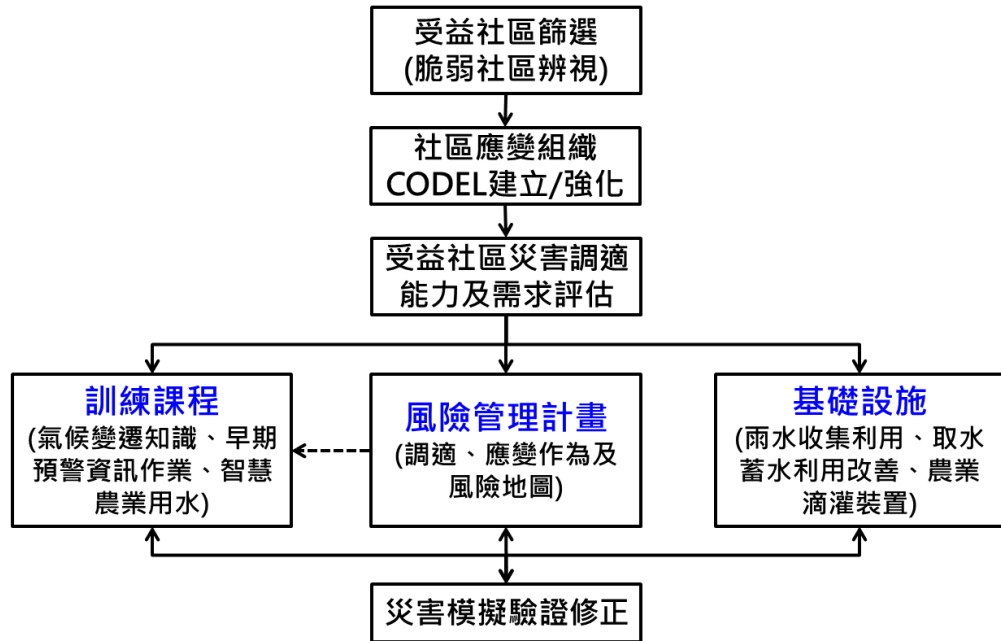 受益社區篩選
(脆弱社區辨視)
社區應變組織
CODEL建立/強化
受益社區災害調適
能力及需求評估
訓練課程
(氣候變遷知識、早期
預警資訊作業、智慧
農業用水)
風險管理計畫
(調適、應變作為及
風險地圖)
基礎設施
(雨水收集利用、取水
蓄水利用改善、農業
滴灌裝置)
災害模擬驗證修正